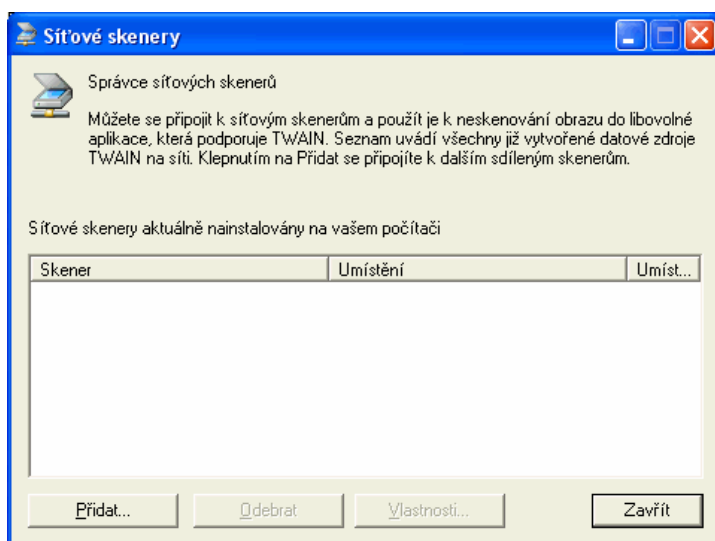 Síťové skenery
Správce síťových skenerů
Můžete se připojit k síťovým skenerům a použít je k neskenování obrazu do libovolné
aplikace, která podporuje TWAIN. Seznam uvádí všechny již vytvořené datové zdroje
TWAIN na síti. Klepnutím na Přidat se připojíte k dalším sdíleným skenerům.
Síťové skenery aktuálně nainstalovány na vašem počítači
Skener Umístění Umíst...
Přidat... Odebrat Vlastnosti... Zavřít